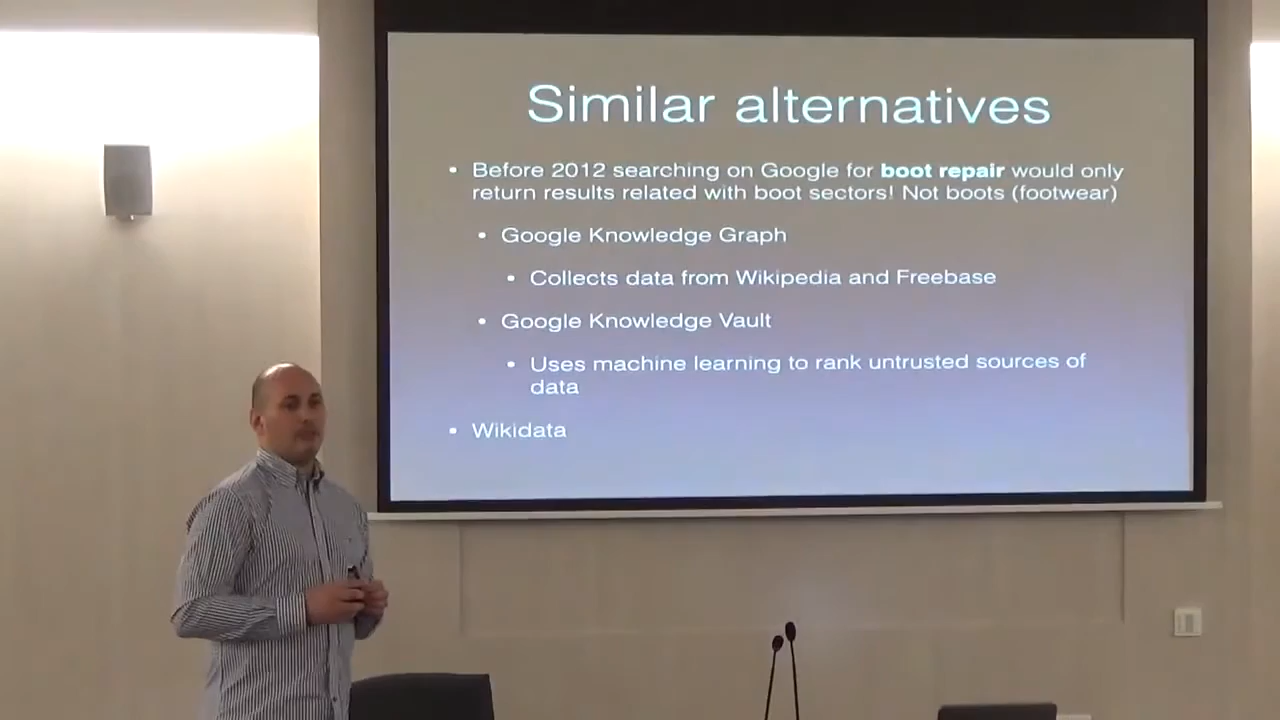 Similar alternatives
• Before 2012 searching on Google for boot repair would only
return results related with boot sectors! Not boots (footwear)
• Google Knowledge Graph
• Collects data from Wikipedia and Freebase
• Google Knowledge Vault
• Uses machine learning to rank untrusted sources of
data
• Wikidata